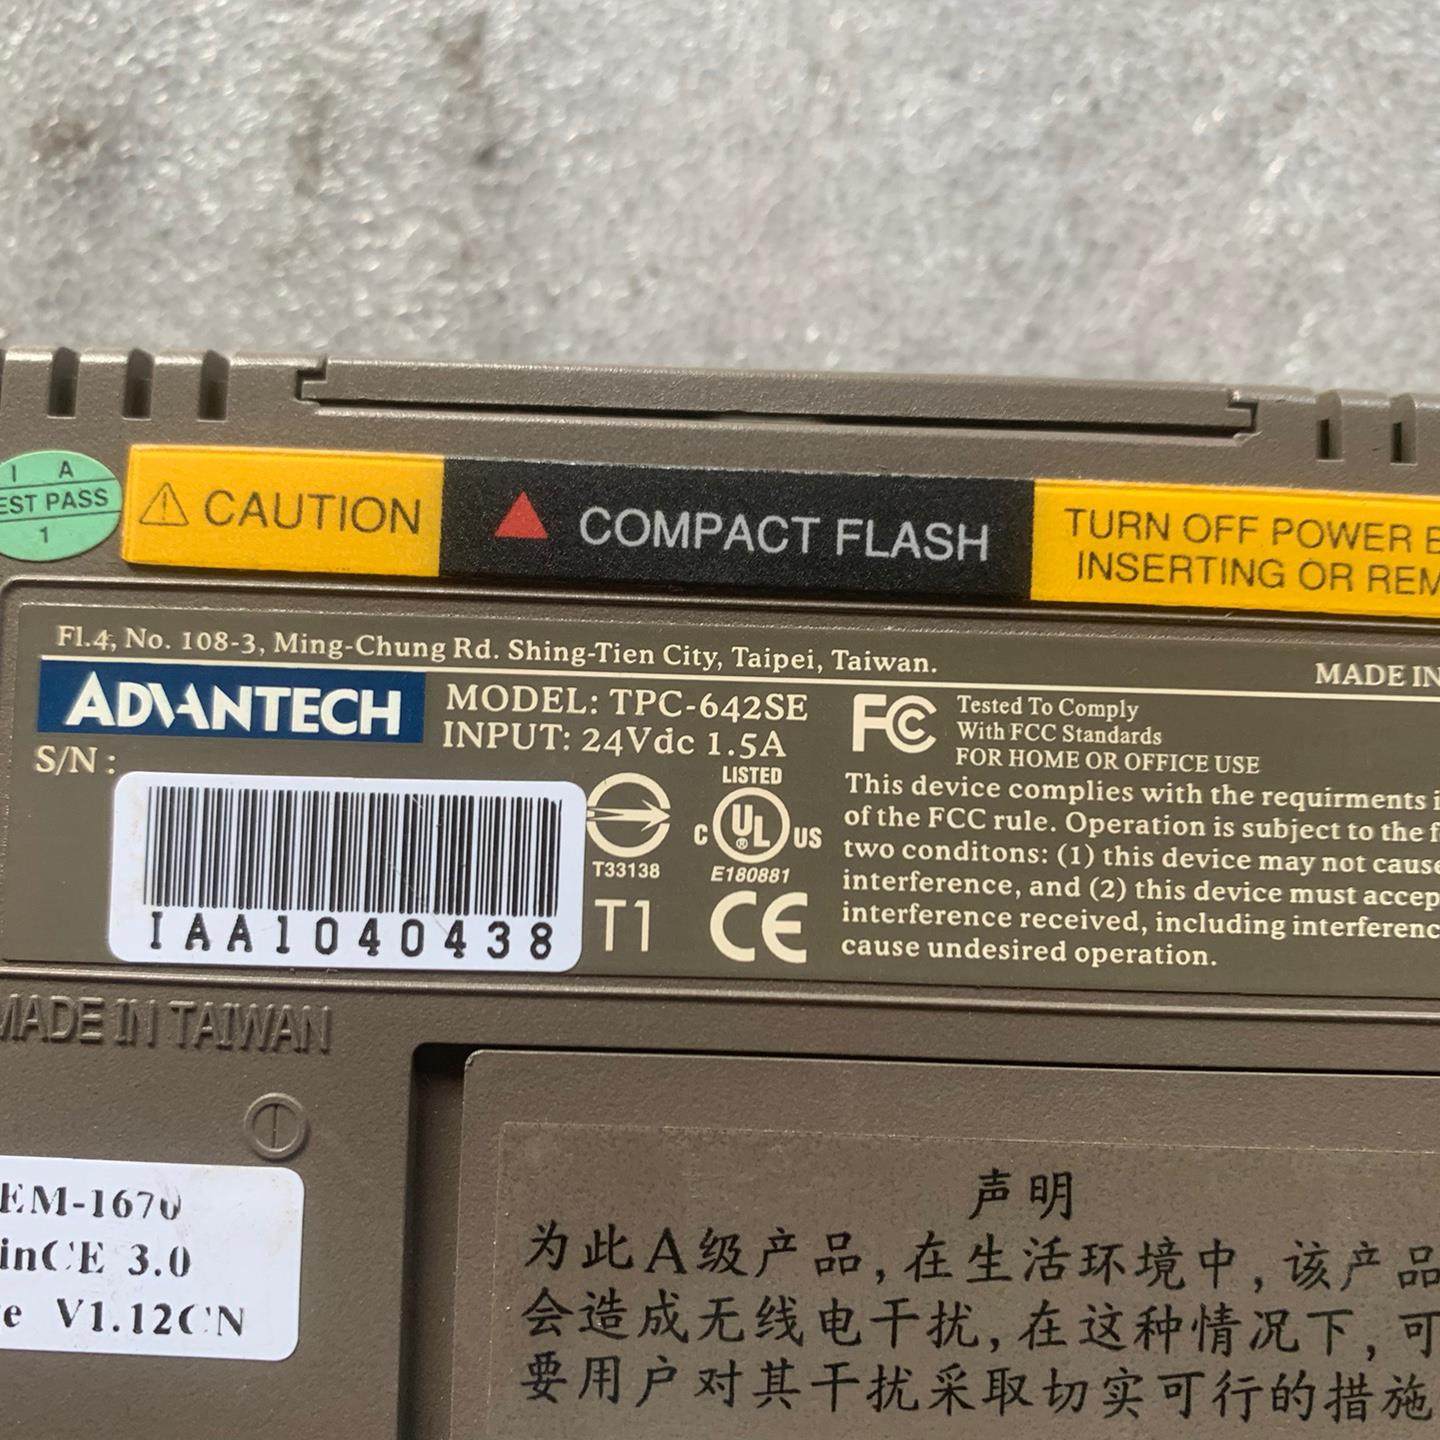 I A
EST PASS
1
CAUTION
COMPACT FLASH
TURN OFF POWER
INSERTING OR
Fl.4, No. 108-3, Ming-Chung Rd. Shing-Tien City, Taipei, Taiwan.
MADE IN
ADVANTECH
MODEL: TPC-642SE
INPUT: 24Vdc 1.5A
S/N :
IAA1040438
T33138
LISTED
C UL US
®
E180881
T1
CE
FC
Tested To Comply
With FCC Standards
FOR HOME OR OFFICE USE
This device complies with the requirments
of the FCC rule. Operation is subject to the
two conditons: (1) this device may not cause
interference, and (2) this device must accep
interference received, including interferenc
cause undesired operation.
MADE IN TAIWAN
EM-1670
inCE 3.0
e V1.12CN
声明
为此A级产品,在生活环境中,该产品
会造成无线电干扰,在这种情况下,可
要用户对其干扰采取切实可行的措施